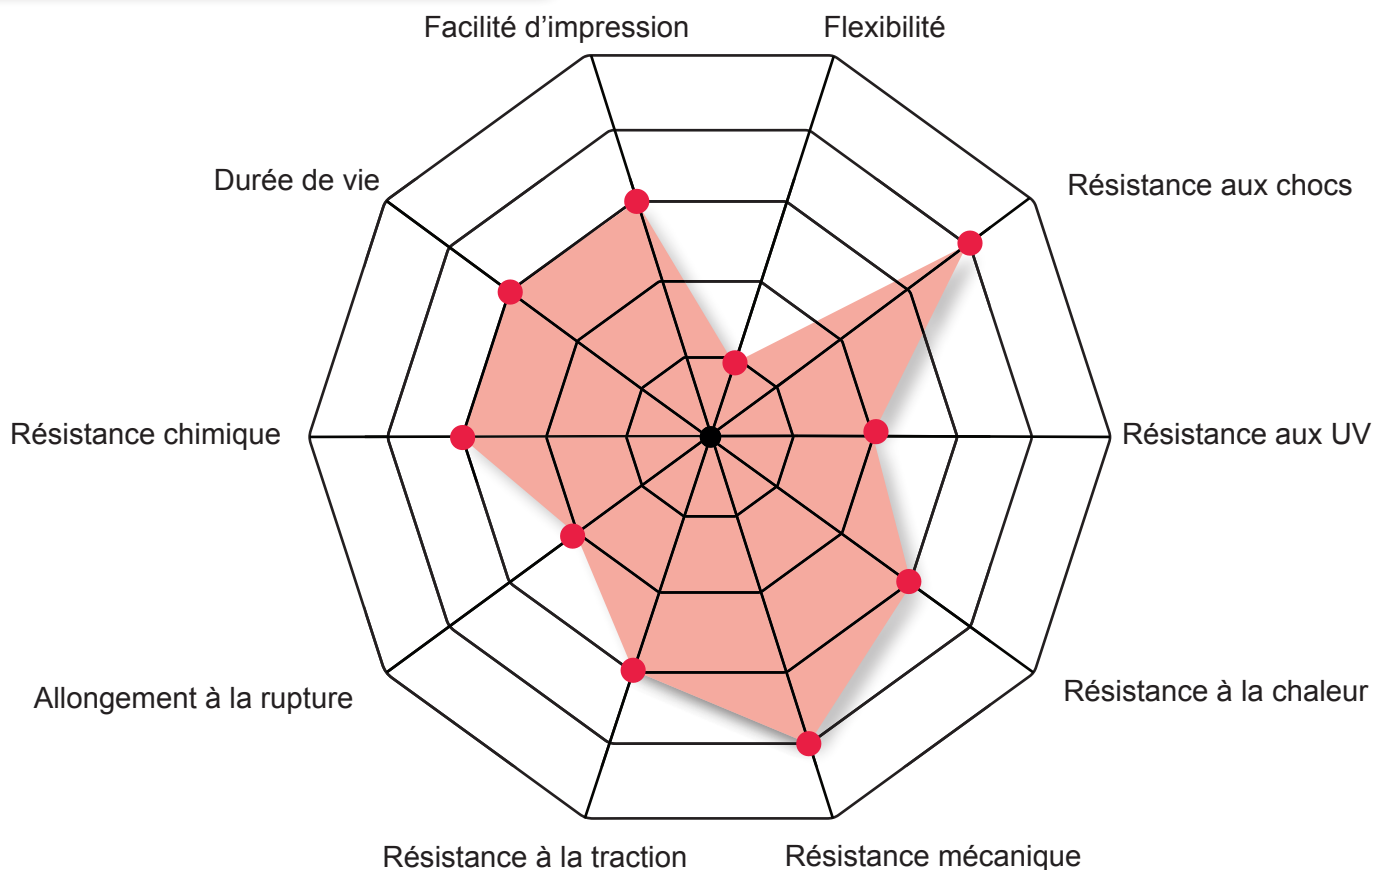 Facilité d’impression
Flexibilité
Durée de vie
Résistance aux chocs
Résistance chimique
Résistance aux UV
Allongement à la rupture
Résistance à la chaleur
Résistance à la traction
Résistance mécanique